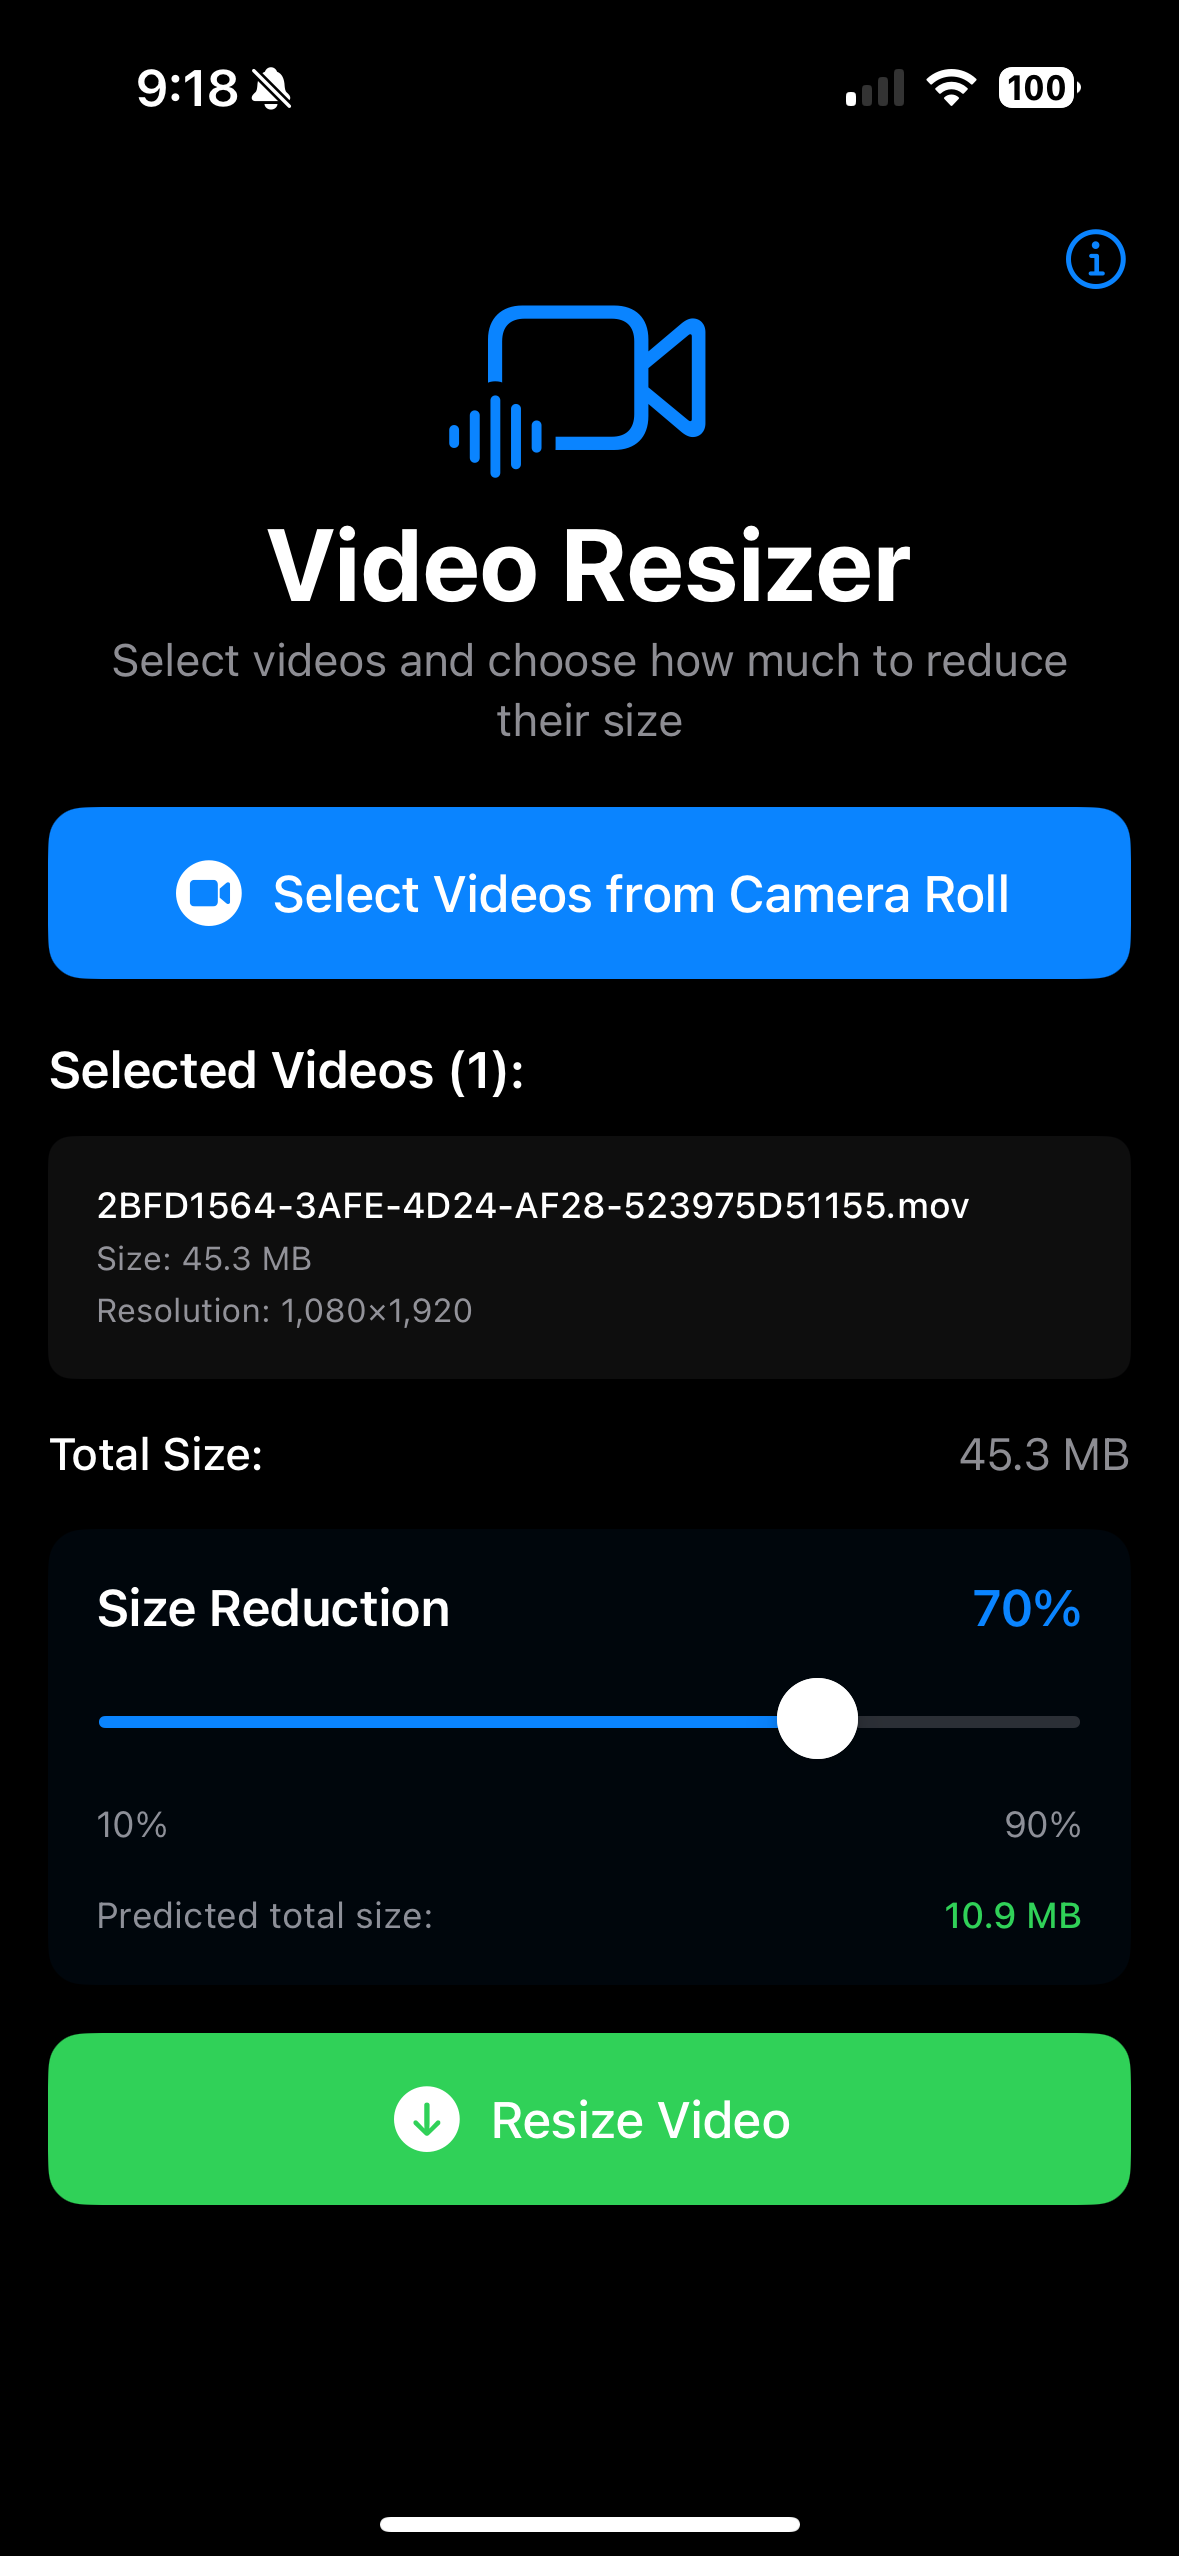 9:18
100
Video Resizer
Select videos and choose how much to reduce
their size
Select Videos from Camera Roll
Selected Videos (1):
2BFD1564-3AFE-4D24-AF28-523975D51155.mov
Size: 45.3 MB
Resolution: 1,080×1,920
Total Size: 45.3 MB
Size Reduction 70%
10% 90%
Predicted total size: 10.9 MB
Resize Video